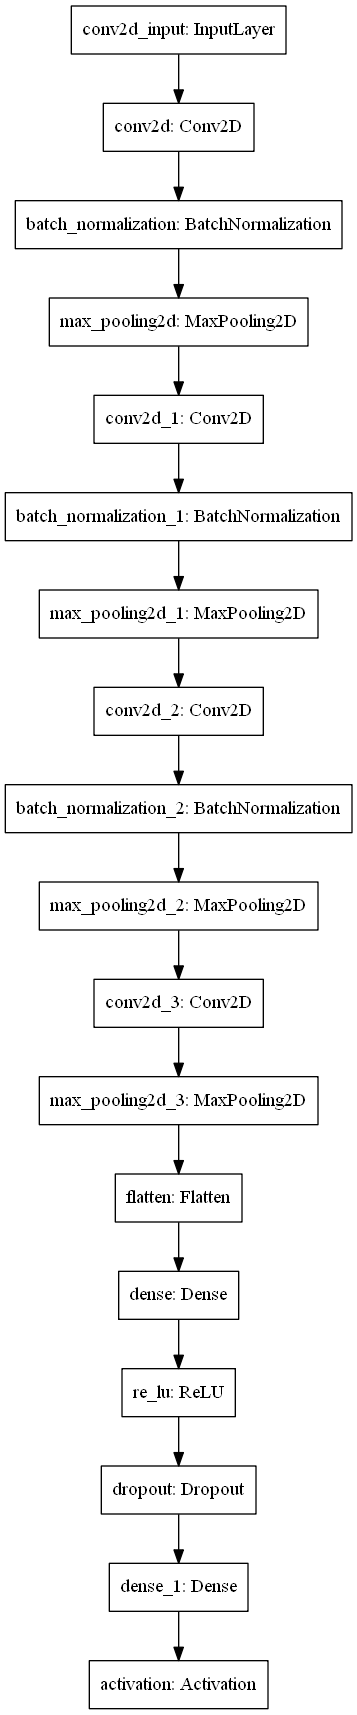 conv2d_input: InputLayer
conv2d: Conv2D
batch_normalization: BatchNormalization
max_pooling2d: MaxPooling2D
conv2d_1: Conv2D
batch_normalization_1: BatchNormalization
max_pooling2d_1: MaxPooling2D
conv2d_2: Conv2D
batch_normalization_2: BatchNormalization
max_pooling2d_2: MaxPooling2D
conv2d_3: Conv2D
max_pooling2d_3: MaxPooling2D
flatten: Flatten
dense: Dense
re_lu: ReLU
dropout: Dropout
dense_1: Dense
activation: Activation